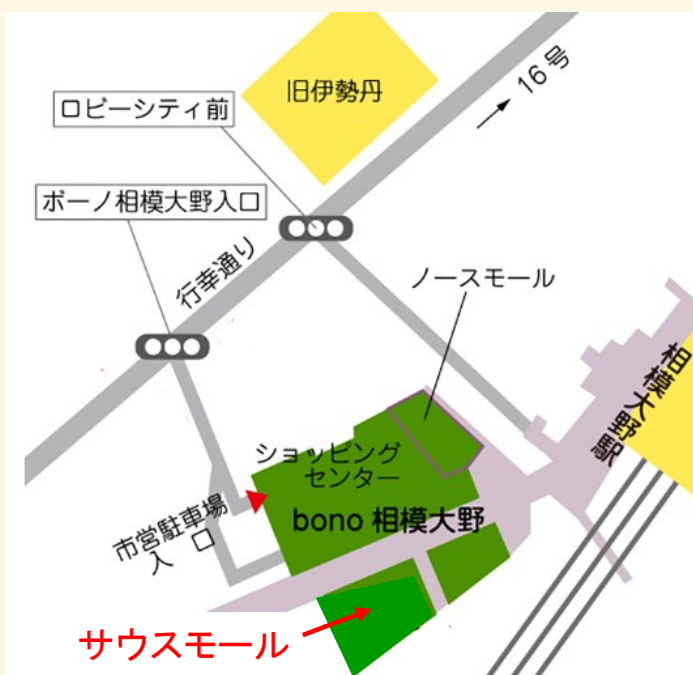 旧伊勢丹
16号
ロビーシティ前
ボーノ相模大野入口
行幸通り
ノースモール
相模大野駅
ショッピング
センター
bono 相模大野
市営駐車場
入口
サウスモール